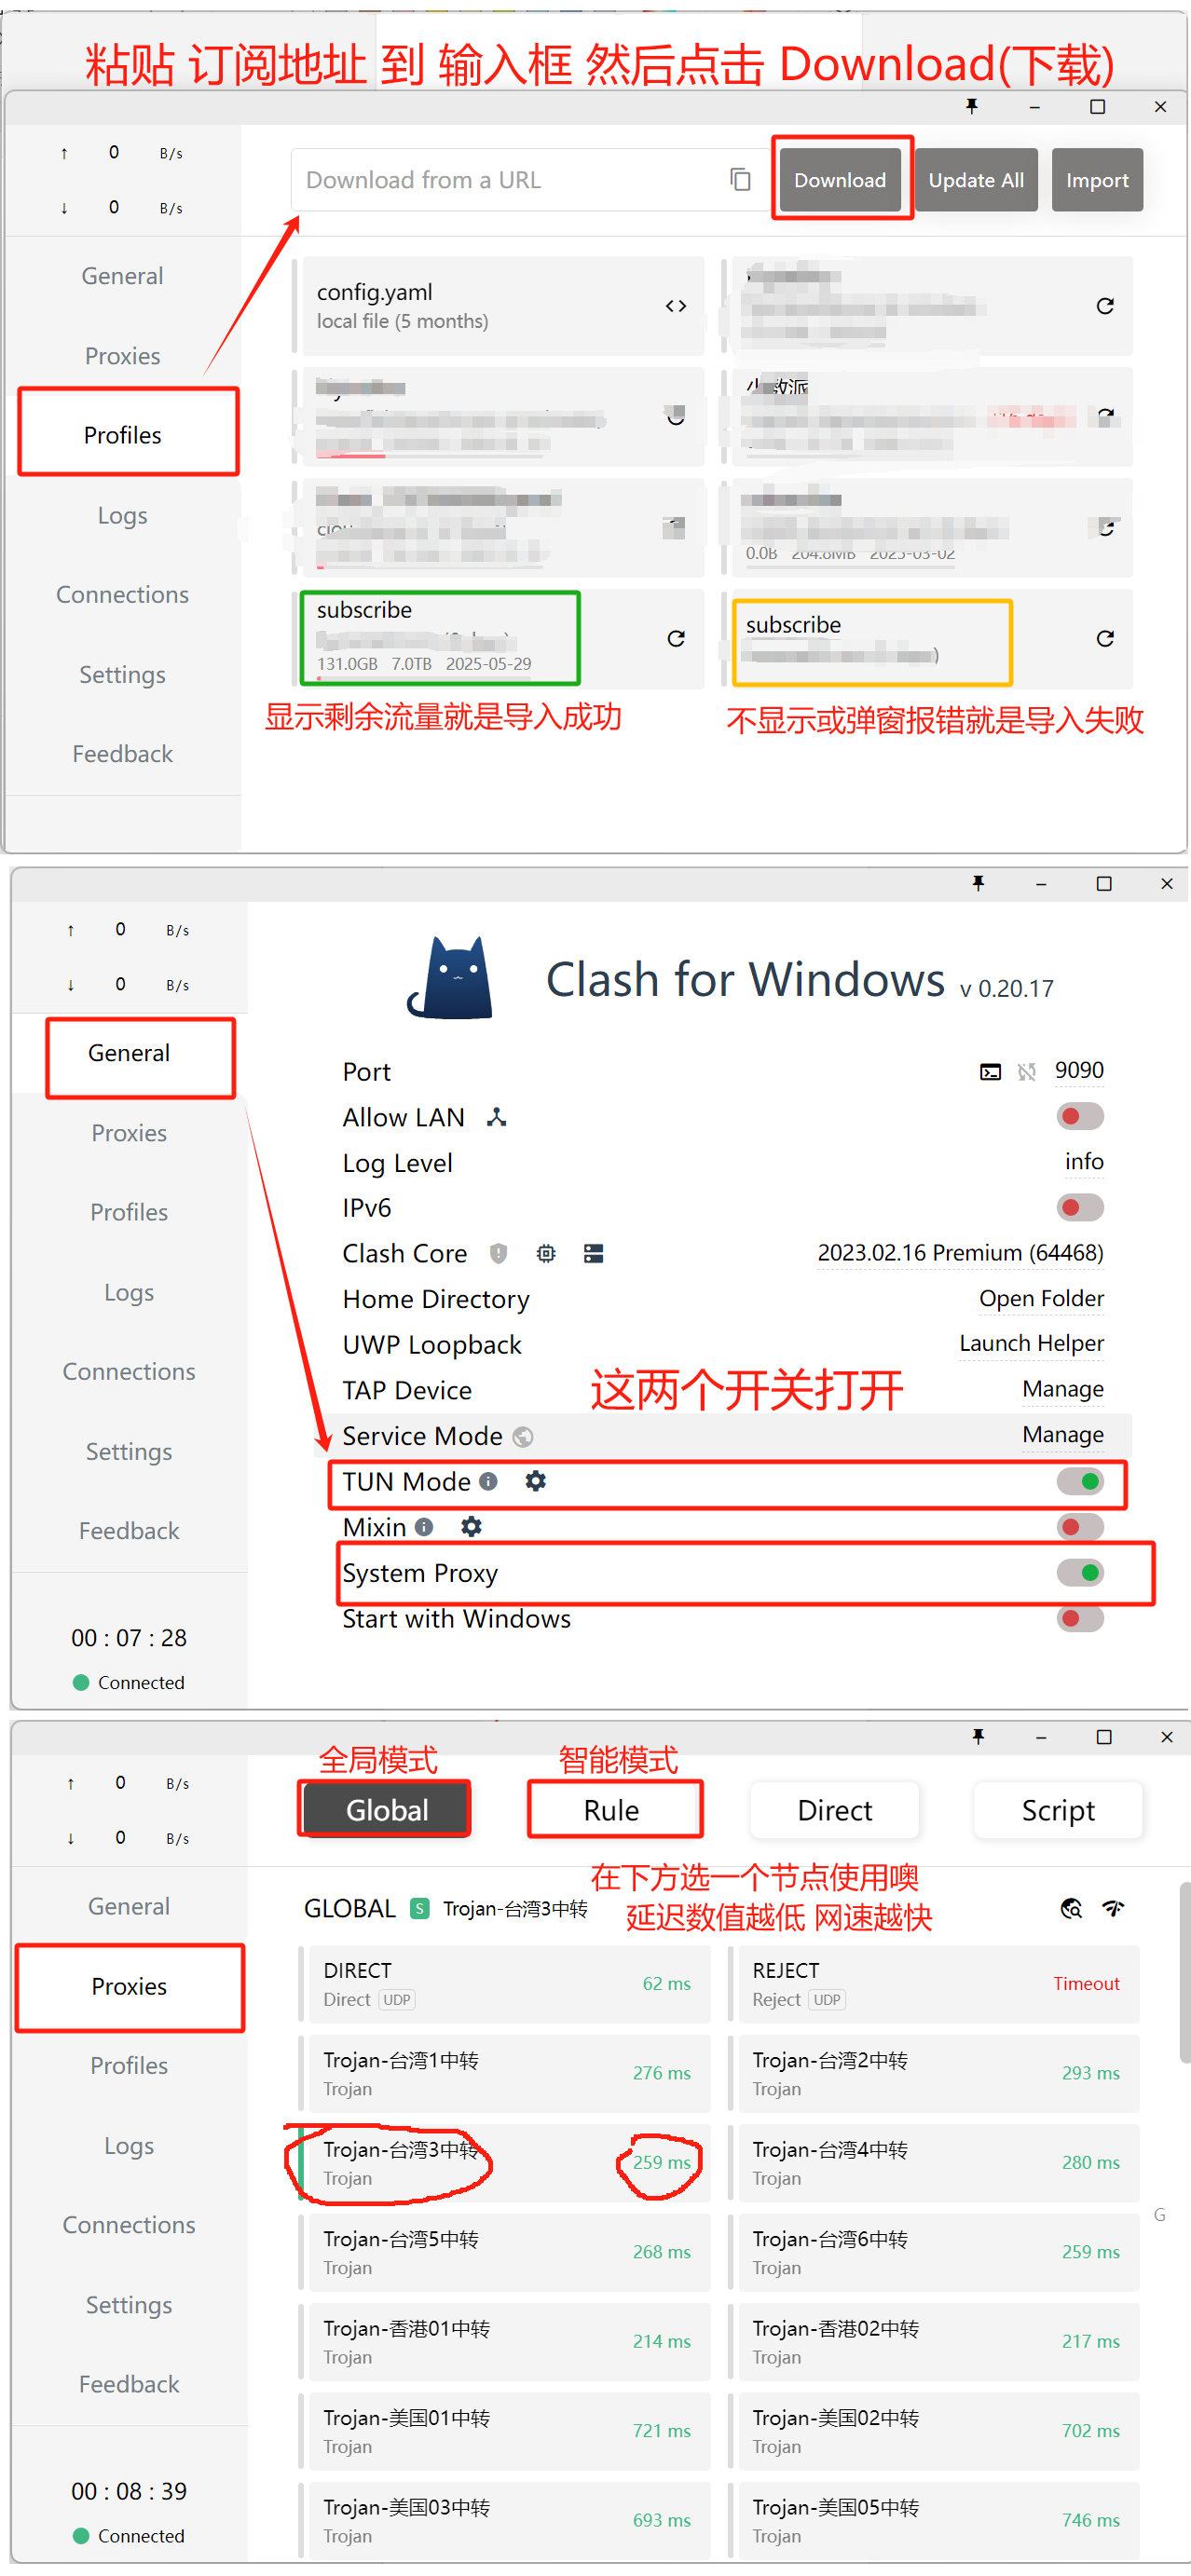 粘贴 订阅地址 到 输入框 然后点击 Download(下载)
↑ 0 B/s
↓ 0 B/s
Download from a URL
Download
Update All
Import
General
Proxies
Profiles
Logs
Connections
Settings
Feedback
config.yaml
local file (5 months)
0.0B 204.8MB 2025-03-02
subscribe
131.0GB 7.0TB 2025-05-29
subscribe
显示剩余流量就是导入成功
不显示或弹窗报错就是导入失败
↑ 0 B/s
↓ 0 B/s
General
Proxies
Profiles
Logs
Connections
Settings
Feedback
00 : 07 : 28
Connected
Clash for Windows v 0.20.17
Port 9090
Allow LAN
Log Level info
IPv6
Clash Core 2023.02.16 Premium (64468)
Home Directory Open Folder
UWP Loopback Launch Helper
TAP Device Manage
这两个开关打开
Service Mode Manage
TUN Mode
Mixin
System Proxy
Start with Windows
↑ 0 B/s
↓ 0 B/s
General
Proxies
Profiles
Logs
Connections
Settings
Feedback
00 : 08 : 39
Connected
全局模式
智能模式
Global
Rule
Direct
Script
在下方选一个节点使用噢
延迟数值越低 网速越快
GLOBAL S Trojan-台湾3中转
DIRECT
Direct UDP
62 ms
REJECT
Reject UDP
Timeout
Trojan-台湾1中转
Trojan
276 ms
Trojan-台湾2中转
Trojan
293 ms
Trojan-台湾3中转
Trojan
259 ms
Trojan-台湾4中转
Trojan
280 ms
G
Trojan-台湾5中转
Trojan
268 ms
Trojan-台湾6中转
Trojan
259 ms
Trojan-香港01中转
Trojan
214 ms
Trojan-香港02中转
Trojan
217 ms
Trojan-美国01中转
Trojan
721 ms
Trojan-美国02中转
Trojan
702 ms
Trojan-美国03中转
Trojan
693 ms
Trojan-美国05中转
Trojan
746 ms